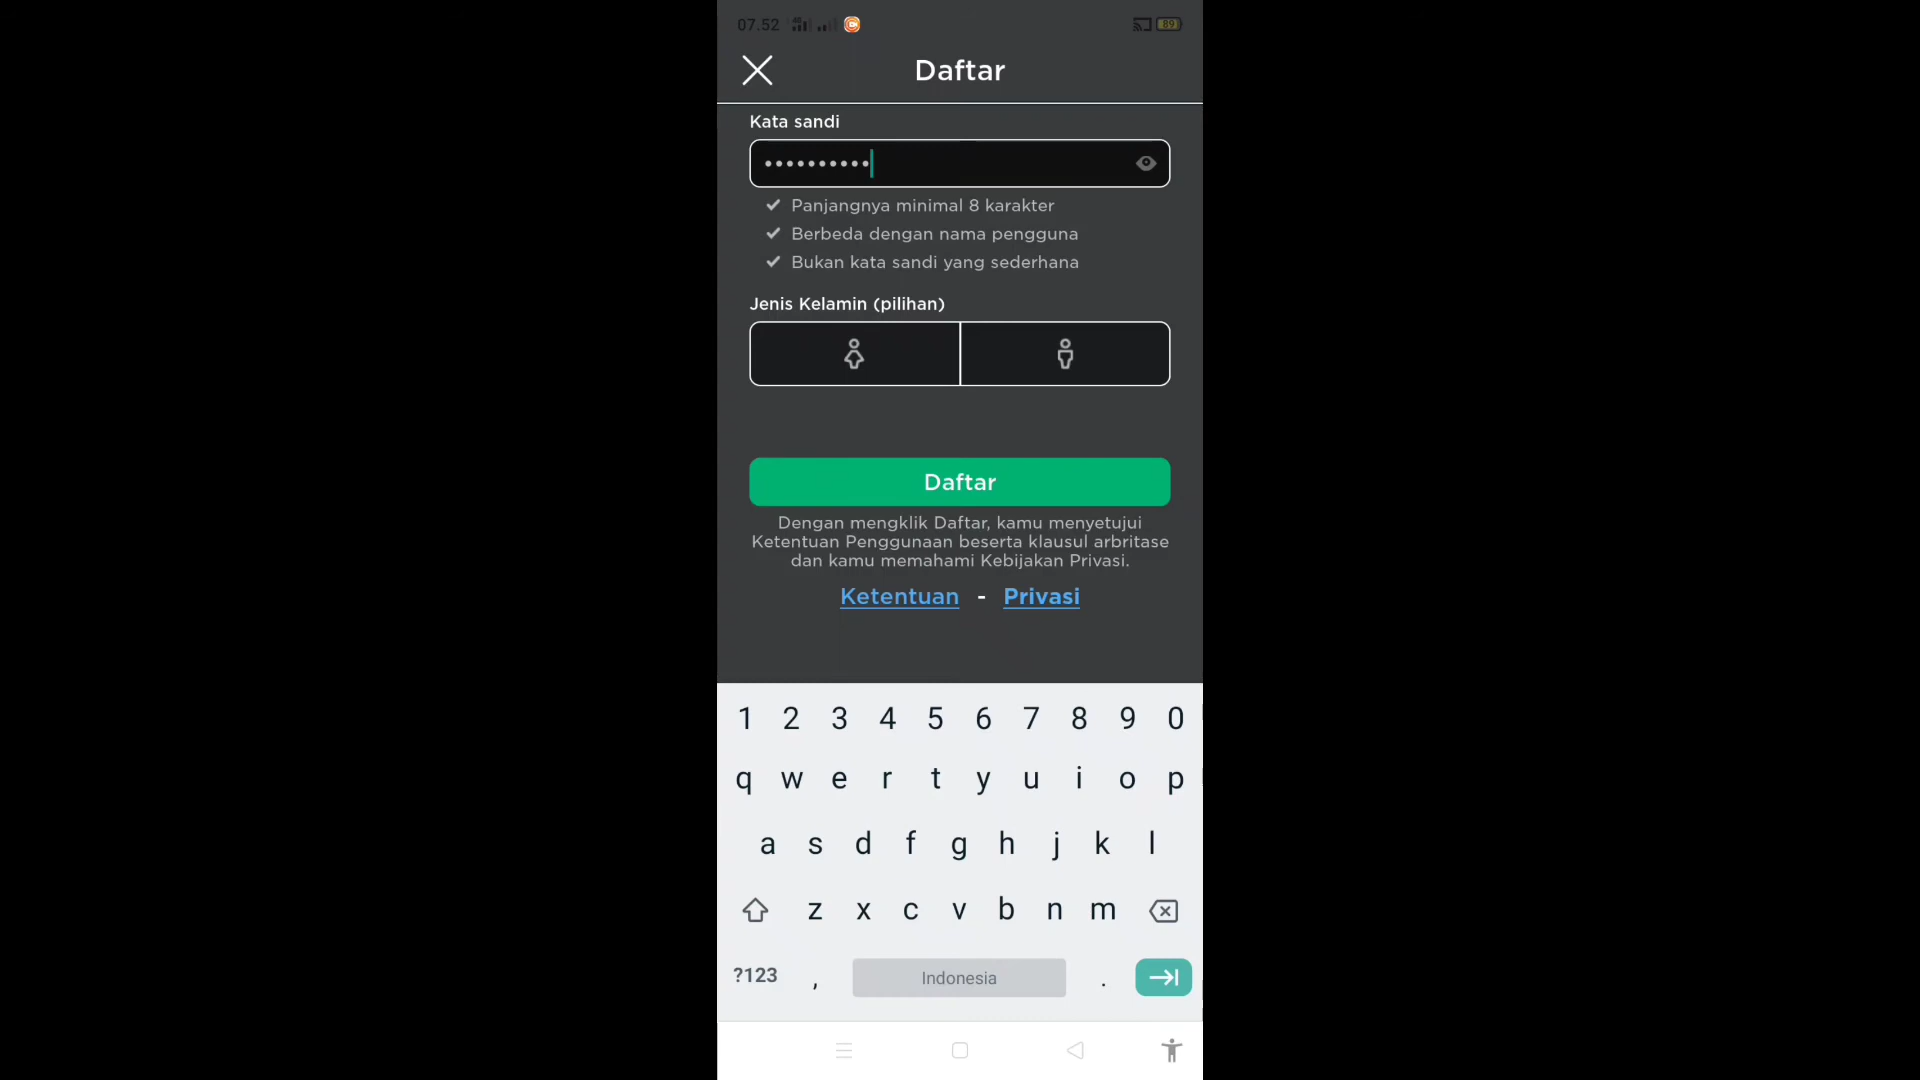 07.52
89
Daftar
Kata sandi
••••••••••
Panjangnya minimal 8 karakter
Berbeda dengan nama pengguna
Bukan kata sandi yang sederhana
Jenis Kelamin (pilihan)
Daftar
Dengan mengklik Daftar, kamu menyetujui
Ketentuan Penggunaan beserta klausul arbritase
dan kamu memahami Kebijakan Privasi.
Ketentuan - Privasi
1 2 3 4 5 6 7 8 9 0
q w e r t y u i o p
a s d f g h j k l
z x c v b n m
?123 , Indonesia .